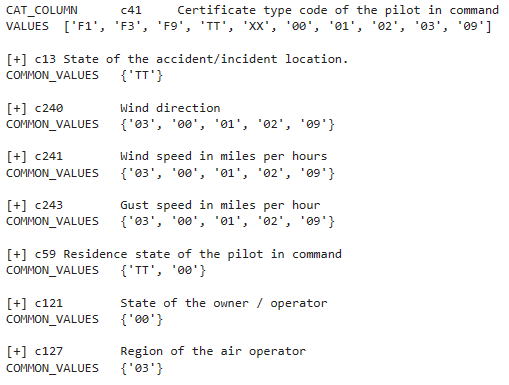 CAT_COLUMN c41 Certificate type code of the pilot in command
VALUES ['F1', 'F3', 'F9', 'TT', 'XX', '00', '01', '02', '03', '09']
[+] c13 State of the accident/incident location.
COMMON_VALUES {'TT'}
[+] c240 Wind direction
COMMON_VALUES {'03', '00', '01', '02', '09'}
[+] c241 Wind speed in miles per hours
COMMON_VALUES {'03', '00', '01', '02', '09'}
[+] c243 Gust speed in miles per hour
COMMON_VALUES {'03', '00', '01', '02', '09'}
[+] c59 Residence state of the pilot in command
COMMON_VALUES {'TT', '00'}
[+] c121 State of the owner / operator
COMMON_VALUES {'00'}
[+] c127 Region of the air operator
COMMON_VALUES {'03'}